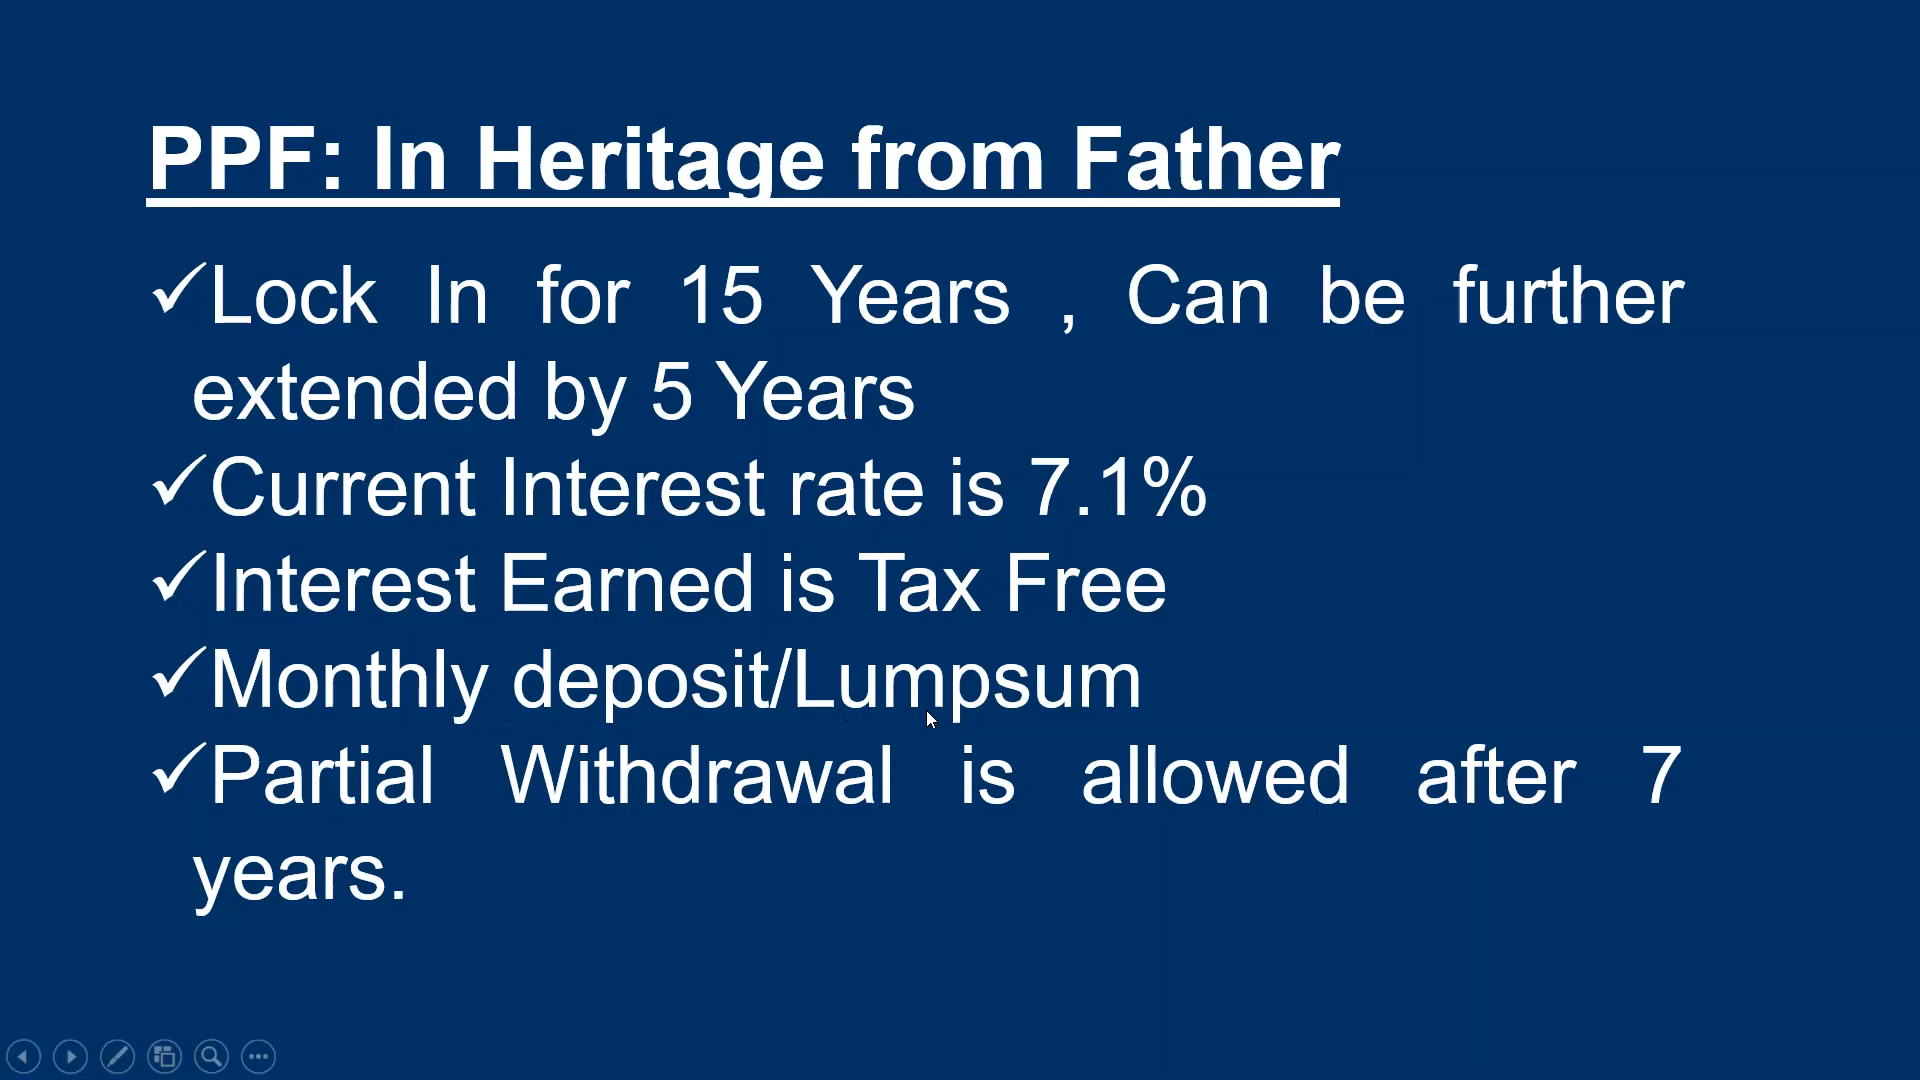 PPF: In Heritage from Father
✓Lock In for 15 Years , Can be further
extended by 5 Years
✓Current Interest rate is 7.1%
✓Interest Earned is Tax Free
✓Monthly deposit/Lumpsum
✓Partial Withdrawal is allowed after 7
years.